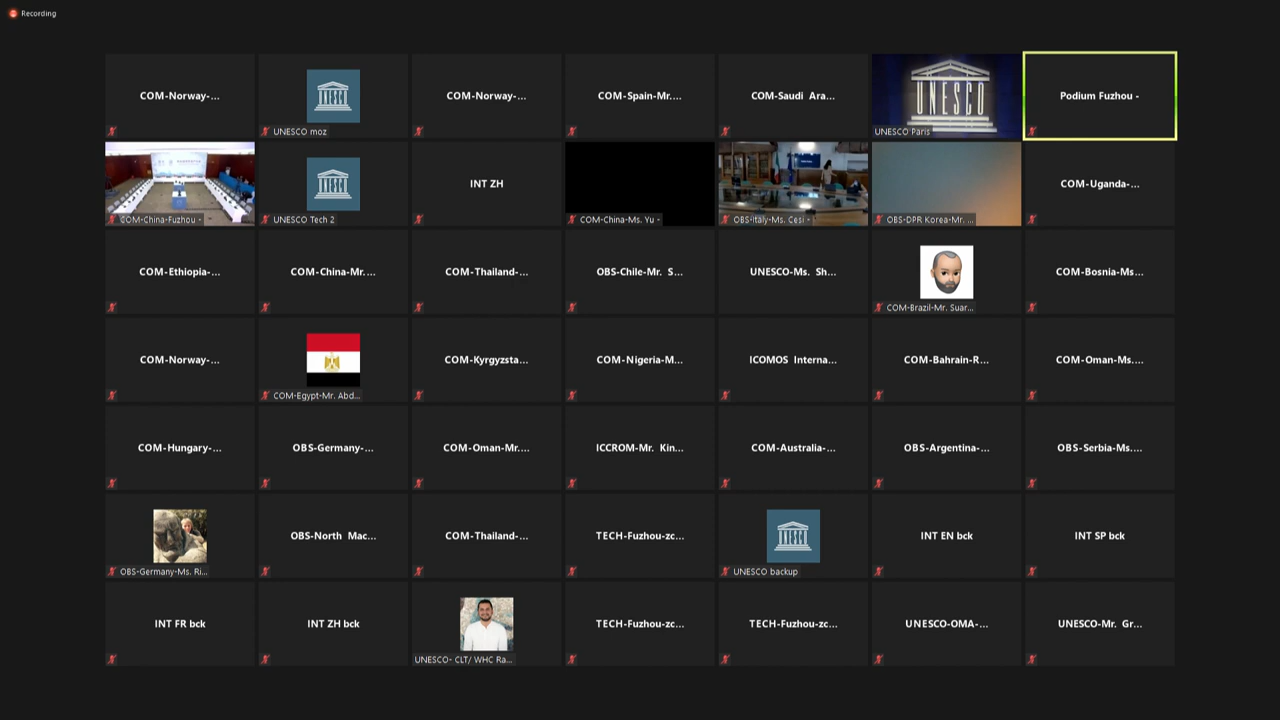 Recording
COM-Norway-...
UNESCO moz
COM-Norway-...
COM-Spain-Mr....
COM-Saudi Ara...
UNESCO
UNESCO Paris
Podium Fuzhou -
COM-China-Fuzhou -
UNESCO Tech 2
INT ZH
COM-China-Ms. Yu -
OBS-Italy-Ms. Cesi -
OBS-DPR Korea-Mr. ...
COM-Uganda-...
COM-Ethiopia-...
COM-China-Mr....
COM-Thailand-...
OBS-Chile-Mr. S...
UNESCO-Ms. Sh...
COM-Brazil-Mr. Suar...
COM-Bosnia-Ms...
COM-Norway-...
COM-Egypt-Mr. Abd...
COM-Kyrgyzsta...
COM-Nigeria-M...
ICOMOS Interna...
COM-Bahrain-R...
COM-Oman-Ms....
COM-Hungary-...
OBS-Germany-...
COM-Oman-Mr....
ICCROM-Mr. Kin...
COM-Australia-...
OBS-Argentina-...
OBS-Serbia-Ms....
OBS-Germany-Ms. Ri...
OBS-North Mac...
COM-Thailand-...
TECH-Fuzhou-zc...
UNESCO backup
INT EN bck
INT SP bck
INT FR bck
INT ZH bck
UNESCO- CLT/ WHC Ra...
TECH-Fuzhou-zc...
TECH-Fuzhou-zc...
UNESCO-OMA-...
UNESCO-Mr. Gr...